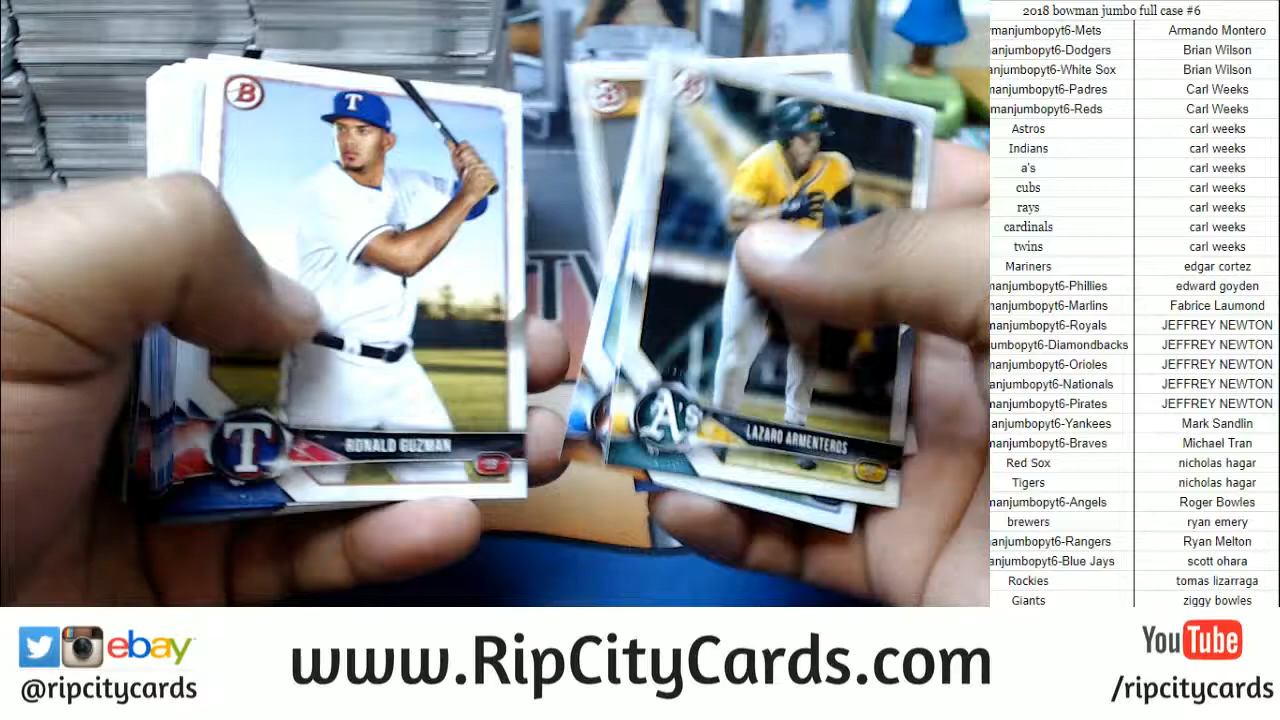 2018 bowman jumbo full case #6
manjumbopyt6-Mets Armando Montero
anjumbopyt6-Dodgers Brian Wilson
anjumbopyt6-White Sox Brian Wilson
manjumbopyt6-Padres Carl Weeks
manjumbopyt6-Reds Carl Weeks
Astros carl weeks
Indians carl weeks
a's carl weeks
cubs carl weeks
rays carl weeks
cardinals carl weeks
twins carl weeks
Mariners edgar cortez
manjumbopyt6-Phillies edward goyden
manjumbopyt6-Marlins Fabrice Laumond
manjumbopyt6-Royals JEFFREY NEWTON
umbopyt6-Diamondbacks JEFFREY NEWTON
anjumbopyt6-Orioles JEFFREY NEWTON
anjumbopyt6-Nationals JEFFREY NEWTON
manjumbopyt6-Pirates JEFFREY NEWTON
anjumbopyt6-Yankees Mark Sandlin
anjumbopyt6-Braves Michael Tran
Red Sox nicholas hagar
Tigers nicholas hagar
manjumbopyt6-Angels Roger Bowles
brewers ryan emery
manjumbopyt6-Rangers Ryan Melton
manjumbopyt6-Blue Jays scott ohara
Rockies tomas lizarraga
Giants ziggy bowles
B
T
T
RONALD GUZMAN
B
A's
LAZARO ARMENTEROS
ebay
@ripcitycards
www.RipCityCards.com
YouTube
/ripcitycards